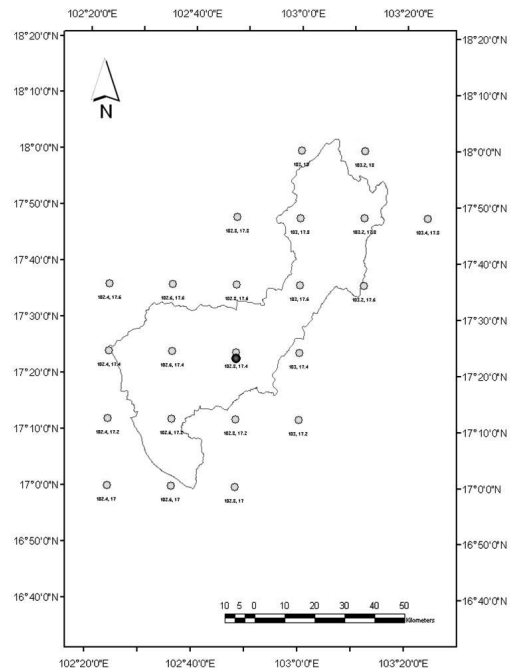 102°20'0"E 102°40'0"E 103°0'0"E 103°20'0"E
18°20'0"N 18°20'0"N
18°10'0"N 18°10'0"N
N
18°0'0"N 18°0'0"N
103, 18 103.2, 18
17°50'0"N 17°50'0"N
102.8, 17.8 103, 17.8 103.2, 17.8 103.4, 17.8
17°40'0"N 17°40'0"N
102.4, 17.6 102.6, 17.6 102.8, 17.6 103, 17.6 103.2, 17.6
17°30'0"N 17°30'0"N
102.4, 17.4 102.6, 17.4 102.8, 17.4 103, 17.4
17°20'0"N 17°20'0"N
102.4, 17.2 102.6, 17.2 102.8, 17.2 103, 17.2
17°10'0"N 17°10'0"N
17°0'0"N 17°0'0"N
102.4, 17 102.6, 17 102.8, 17
16°50'0"N 16°50'0"N
16°40'0"N 16°40'0"N
10 5 0 10 20 30 40 50
Kilometers
102°20'0"E 102°40'0"E 103°0'0"E 103°20'0"E